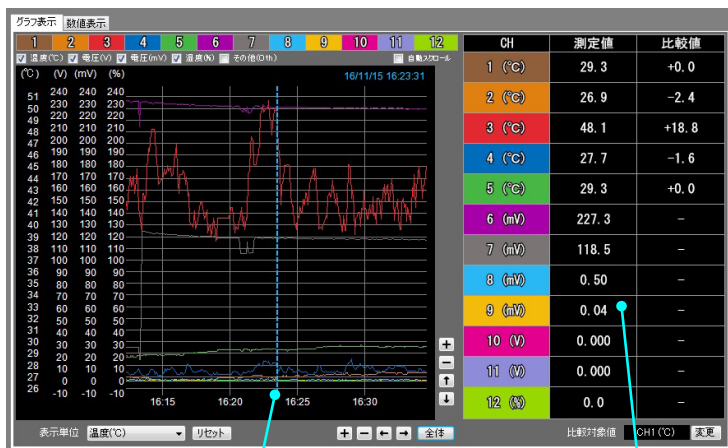 グラフ表示 数値表示
1 2 3 4 5 6 7 8 9 10 11 12
温度(℃) 電圧(V) 電圧(mV) 湿度(%) その他(Oth) 自動スクロール
(℃) (V) (mV) (%) 16/11/15 16:23:31
240 240 240
51 230 230 230
50 220 220 220
49 210 210 210
48 200 200 200
47 190 190 190
46 180 180 180
45 170 170 170
44 160 160 160
43 150 150 150
42 140 140 140
41 130 130 130
40 120 120 120
39 110 110 110
38 100 100 100
37 90 90 90
36 80 80 80
35 70 70 70
34 60 60 60
33 50 50 50
32 40 40 40
31 30 30 30
30 20 20 20
29 10 10 10
28 0 0 0
27 -10 -10 -10
26
16:15 16:20 16:25 16:30
+
-
↑
↓
表示単位 温度(℃) リセット + - ← → 全体
CH 測定値 比較値
1 (℃) 29.3 +0.0
2 (℃) 26.9 -2.4
3 (℃) 48.1 +18.8
4 (℃) 27.7 -1.6
5 (℃) 29.3 +0.0
6 (mV) 227.3 -
7 (mV) 118.5 -
8 (mV) 0.50 -
9 (mV) 0.04 -
10 (V) 0.000 -
11 (V) 0.000 -
12 (%) 0.0 -
比較対象値 CH1(℃) 変更